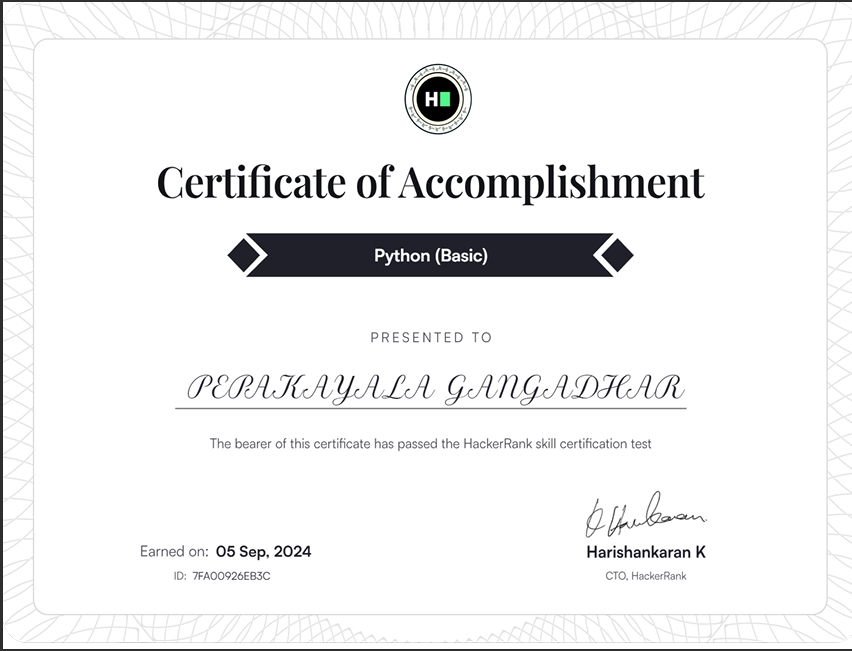 H
Certificate of Accomplishment
Python (Basic)
PRESENTED TO
PEPAKAYALA GANGADHAR
The bearer of this certificate has passed the HackerRank skill certification test
Earned on: 05 Sep, 2024
ID: 7FA00926EB3C
Harishankaran K
CTO, HackerRank